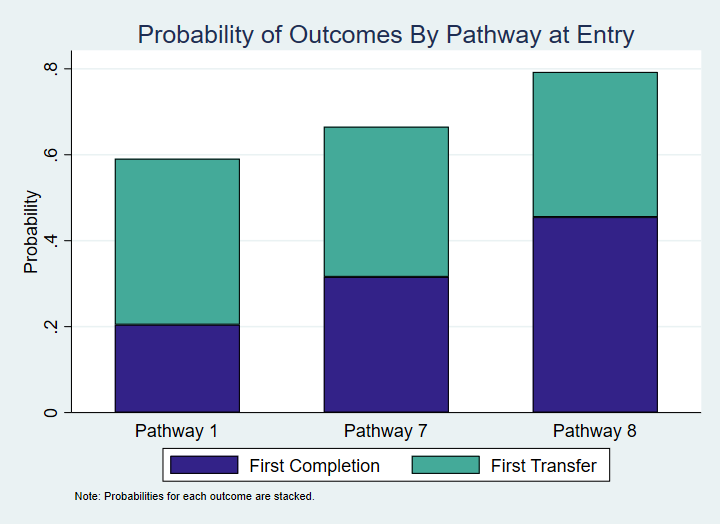 Probability of Outcomes By Pathway at Entry
Probability
.8
.6
.4
.2
0
Pathway 1 Pathway 7 Pathway 8
First Completion First Transfer
Note: Probabilities for each outcome are stacked.